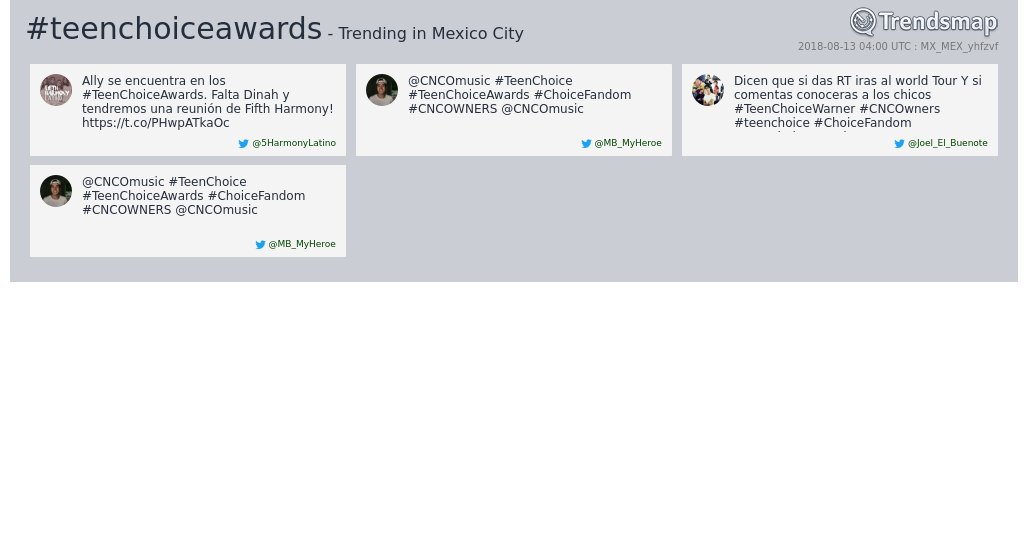 #teenchoiceawards - Trending in Mexico City
Trendsmap
2018-08-13 04:00 UTC : MX_MEX_yhfzvf
Ally se encuentra en los
#TeenChoiceAwards. Falta Dinah y
tendremos una reunión de Fifth Harmony!
https://t.co/PHwpATkaOc
@5HarmonyLatino
@CNCOmusic #TeenChoice
#TeenChoiceAwards #ChoiceFandom
#CNCOWNERS @CNCOmusic
@MB_MyHeroe
Dicen que si das RT iras al world Tour Y si
comentas conoceras a los chicos
#TeenChoiceWarner #CNCOwners
#teenchoice #ChoiceFandom
@Joel_El_Buenote
@CNCOmusic #TeenChoice
#TeenChoiceAwards #ChoiceFandom
#CNCOWNERS @CNCOmusic
@MB_MyHeroe